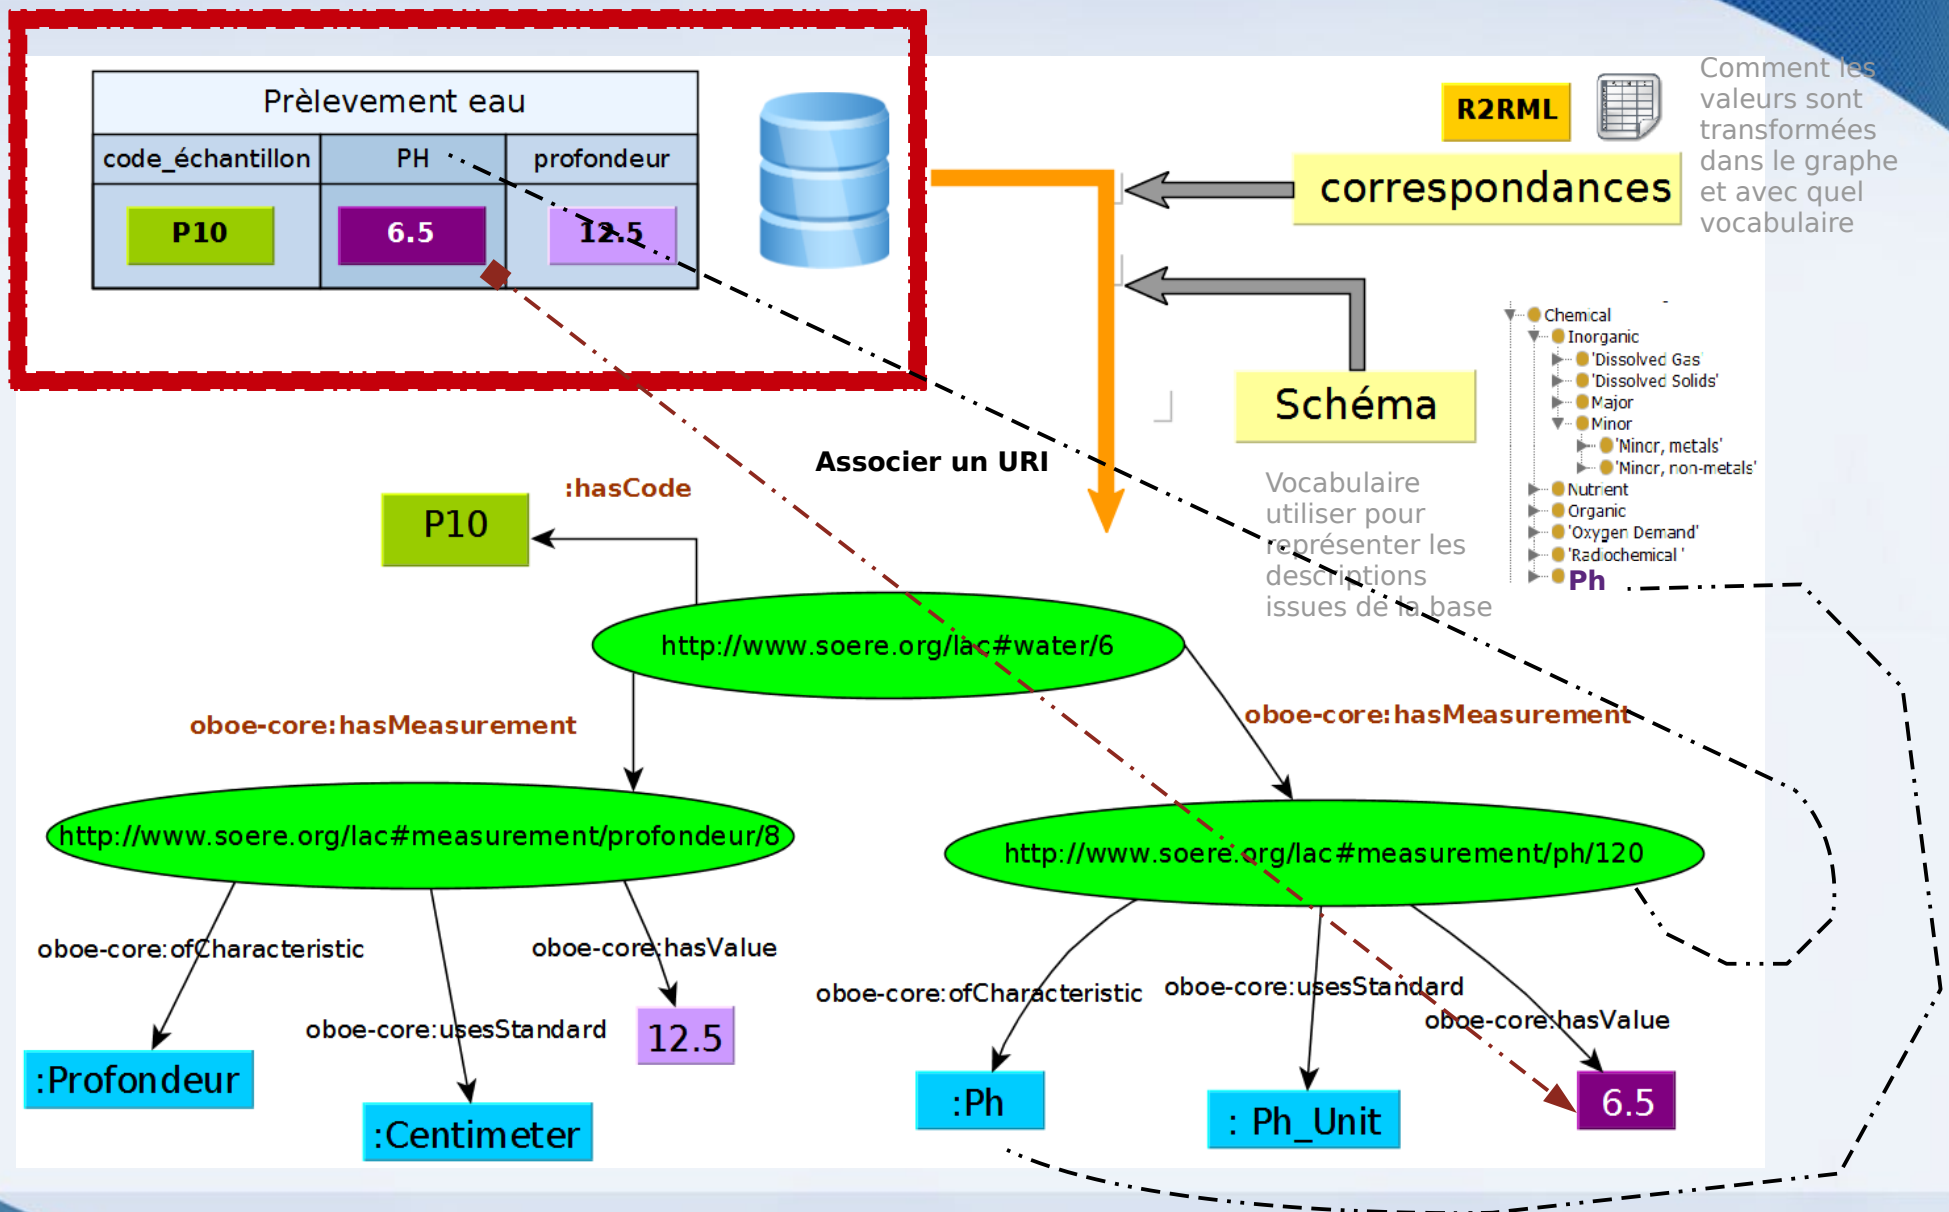 Prèlevement eau
code_échantillon
PH
profondeur
P10
6.5
12.5
R2RML
correspondances
Comment les
valeurs sont
transformées
dans le graphe
et avec quel
vocabulaire
Schéma
Vocabulaire
utiliser pour
représenter les
descriptions
issues de la base
Chemical
Inorganic
'Dissolved Gas'
'Dissolved Solids'
Major
Minor
'Minor, metals'
'Minor, non-metals'
Nutrient
Organic
'Oxygen Demand'
'Radiochemical '
Ph
Associer un URI
:hasCode
P10
http://www.soere.org/lac#water/6
oboe-core:hasMeasurement
oboe-core:hasMeasurement
http://www.soere.org/lac#measurement/profondeur/8
http://www.soere.org/lac#measurement/ph/120
oboe-core:ofCharacteristic
oboe-core:usesStandard
oboe-core:hasValue
:Profondeur
:Centimeter
12.5
oboe-core:ofCharacteristic
oboe-core:usesStandard
oboe-core:hasValue
:Ph
: Ph_Unit
6.5